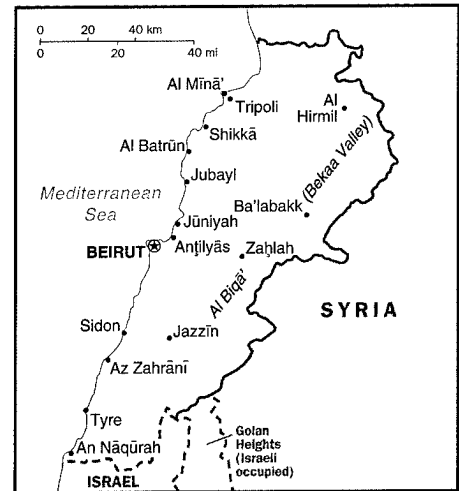 0 20 40 km
0 20 40 mi
Al Mīnā'
Tripoli
Al
Hirmil
Shikkā
Al Batrūn
Jubayl
(Bekaa Valley)
Mediterranean
Sea
Ba'labakk
Jūniyah
BEIRUT
Anţilyās
Zaḩlah
Al Biqā'
SYRIA
Sidon
Jazzīn
Az Zahrānī
Tyre
Golan
Heights
(Israeli
occupied)
An Nāqūrah
ISRAEL